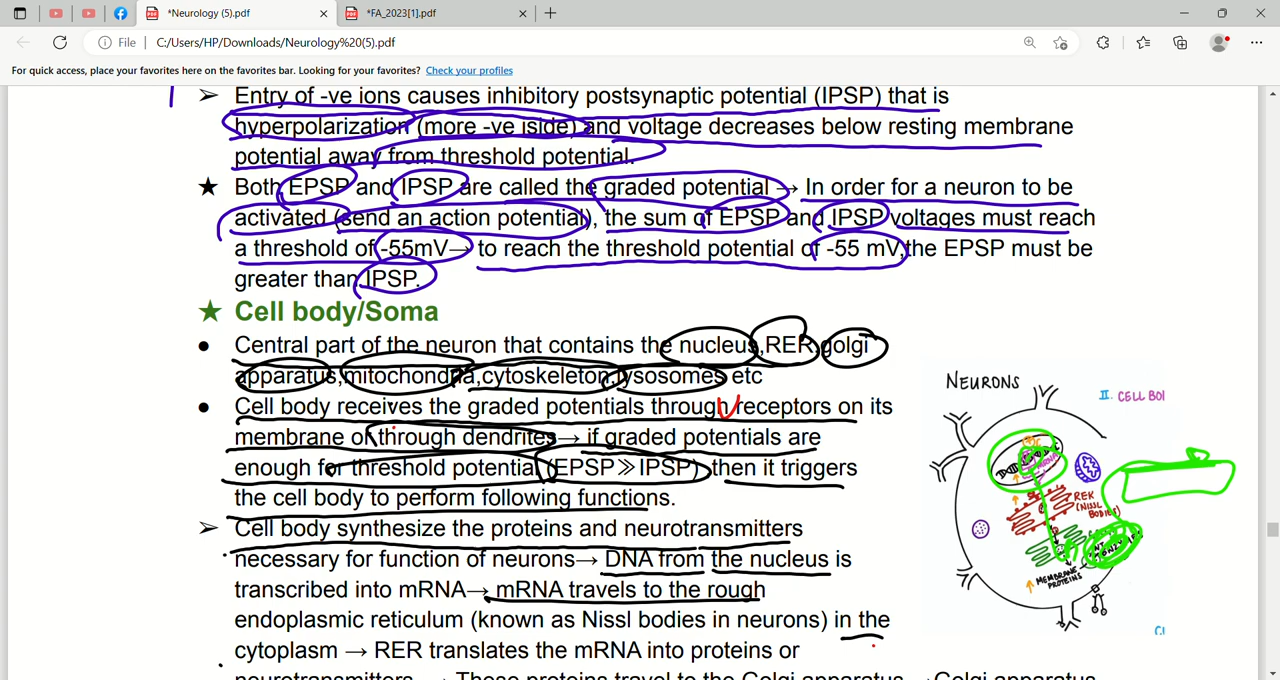 *Neurology (5).pdf
*FA_2023[1].pdf
File C:/Users/HP/Downloads/Neurology%20(5).pdf
For quick access, place your favorites here on the favorites bar. Looking for your favorites? Check your profiles
➢ Entry of -ve ions causes inhibitory postsynaptic potential (IPSP) that is
hyperpolarization (more -ve iside) and voltage decreases below resting membrane
potential away from threshold potential.
★ Both EPSP and IPSP are called the graded potential → In order for a neuron to be
activated (send an action potential), the sum of EPSP and IPSP voltages must reach
a threshold of -55mV→ to reach the threshold potential of -55 mV,the EPSP must be
greater than IPSP.
★ Cell body/Soma
● Central part of the neuron that contains the nucleus,RER,golgi
apparatus,mitochondria,cytoskeleton,lysosomes etc
● Cell body receives the graded potentials through receptors on its
membrane or through dendrites→ if graded potentials are
enough for threshold potential (EPSP≫IPSP) then it triggers
the cell body to perform following functions.
➢ Cell body synthesize the proteins and neurotransmitters
necessary for function of neurons→ DNA from the nucleus is
transcribed into mRNA→ mRNA travels to the rough
endoplasmic reticulum (known as Nissl bodies in neurons) in the
cytoplasm → RER translates the mRNA into proteins or
neurotransmitters → These proteins travel to the Golgi apparatus →Golgi apparatus
NEURONS
II. CELL BO
RER
(NISSL
BODIES)
MEMBRANE
PROTEINS